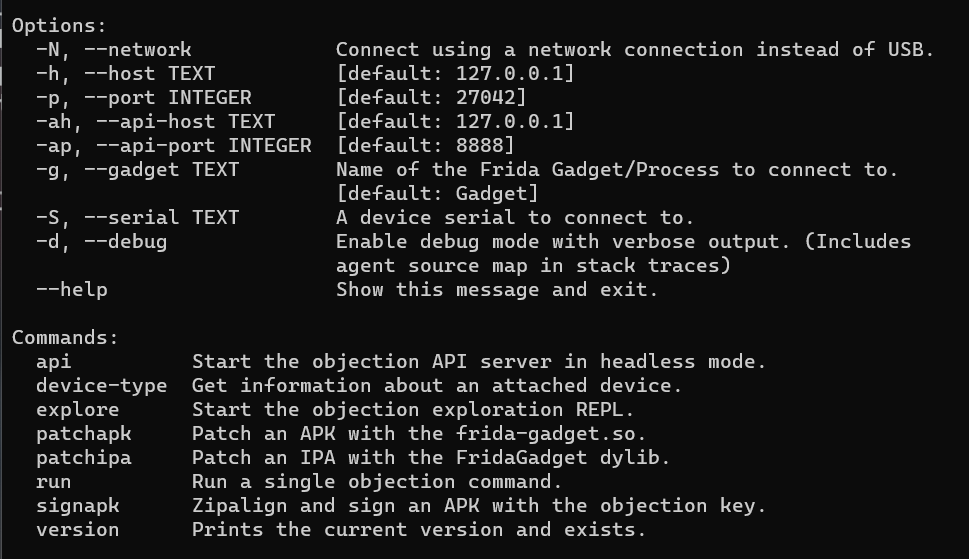 Options:
  -N, --network            Connect using a network connection instead of USB.
  -h, --host TEXT          [default: 127.0.0.1]
  -p, --port INTEGER       [default: 27042]
  -ah, --api-host TEXT     [default: 127.0.0.1]
  -ap, --api-port INTEGER  [default: 8888]
  -g, --gadget TEXT        Name of the Frida Gadget/Process to connect to.
                           [default: Gadget]
  -S, --serial TEXT        A device serial to connect to.
  -d, --debug              Enable debug mode with verbose output. (Includes
                           agent source map in stack traces)
  --help                   Show this message and exit.

Commands:
  api          Start the objection API server in headless mode.
  device-type  Get information about an attached device.
  explore      Start the objection exploration REPL.
  patchapk     Patch an APK with the frida-gadget.so.
  patchipa     Patch an IPA with the FridaGadget dylib.
  run          Run a single objection command.
  signapk      Zipalign and sign an APK with the objection key.
  version      Prints the current version and exists.